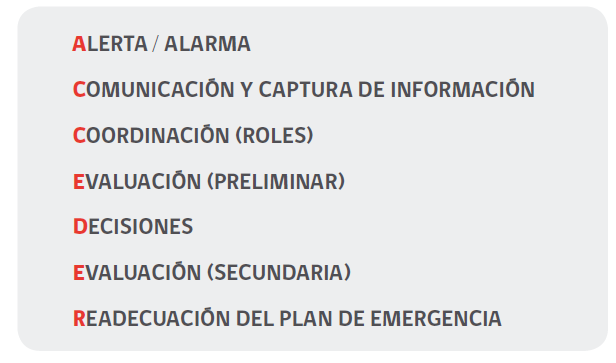 ALERTA / ALARMA
COMUNICACIÓN Y CAPTURA DE INFORMACIÓN
COORDINACIÓN (ROLES)
EVALUACIÓN (PRELIMINAR)
DECISIONES
EVALUACIÓN (SECUNDARIA)
READECUACIÓN DEL PLAN DE EMERGENCIA